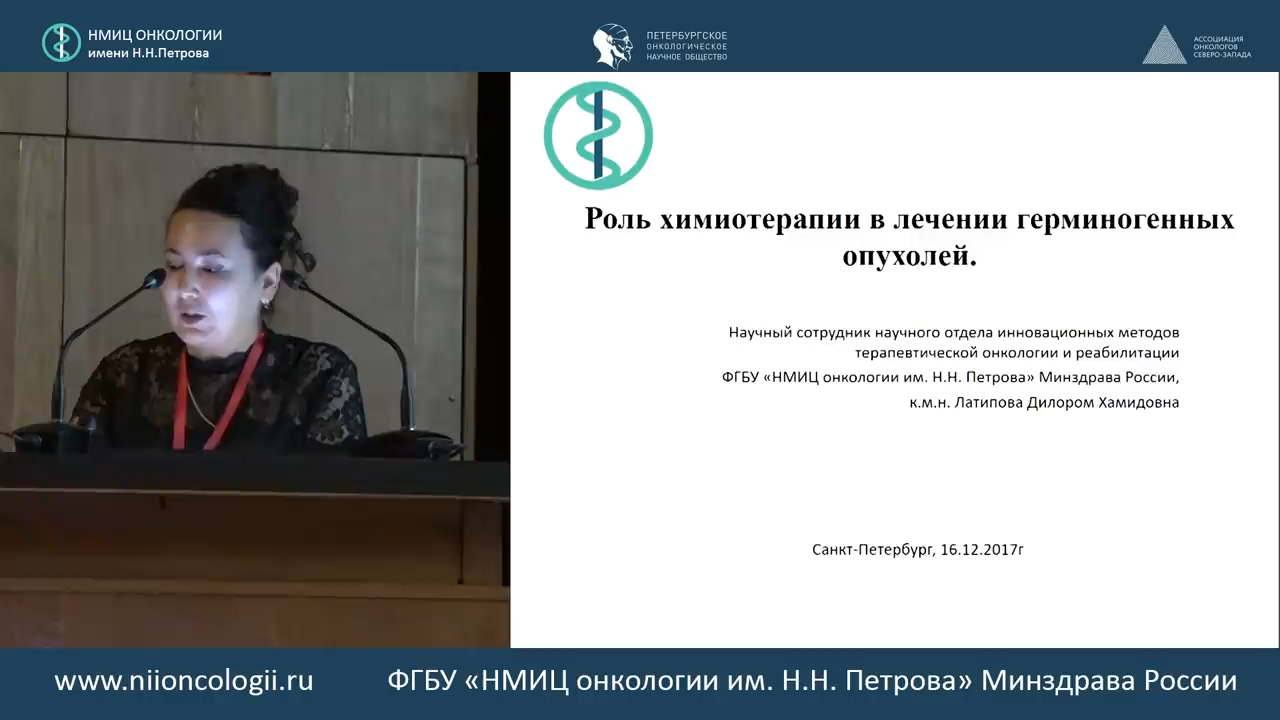 НМИЦ ОНКОЛОГИИ
имени Н.Н.Петрова
ПЕТЕРБУРГСКОЕ
ОНКОЛОГИЧЕСКОЕ
НАУЧНОЕ ОБЩЕСТВО
АССОЦИАЦИЯ
ОНКОЛОГОВ
СЕВЕРО-ЗАПАДА
Роль химиотерапии в лечении герминогенных
опухолей.
Научный сотрудник научного отдела инновационных методов
терапевтической онкологии и реабилитации
ФГБУ «НМИЦ онкологии им. Н.Н. Петрова» Минздрава России,
к.м.н. Латипова Дилором Хамидовна
Санкт-Петербург, 16.12.2017г
www.niioncologii.ru
ФГБУ «НМИЦ онкологии им. Н.Н. Петрова» Минздрава России